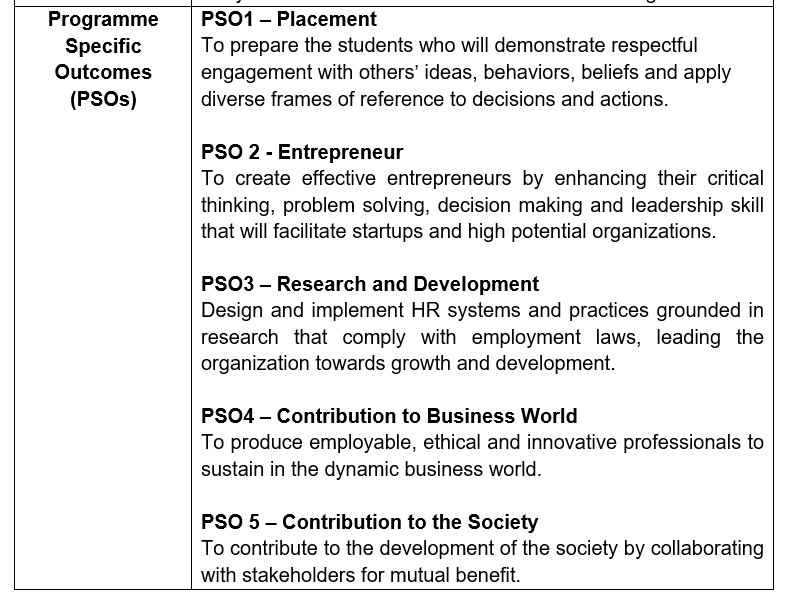 Programme
Specific
Outcomes
(PSOs)
PSO1 – Placement
To prepare the students who will demonstrate respectful
engagement with others’ ideas, behaviors, beliefs and apply
diverse frames of reference to decisions and actions.
PSO 2 - Entrepreneur
To create effective entrepreneurs by enhancing their critical
thinking, problem solving, decision making and leadership skill
that will facilitate startups and high potential organizations.
PSO3 – Research and Development
Design and implement HR systems and practices grounded in
research that comply with employment laws, leading the
organization towards growth and development.
PSO4 – Contribution to Business World
To produce employable, ethical and innovative professionals to
sustain in the dynamic business world.
PSO 5 – Contribution to the Society
To contribute to the development of the society by collaborating
with stakeholders for mutual benefit.